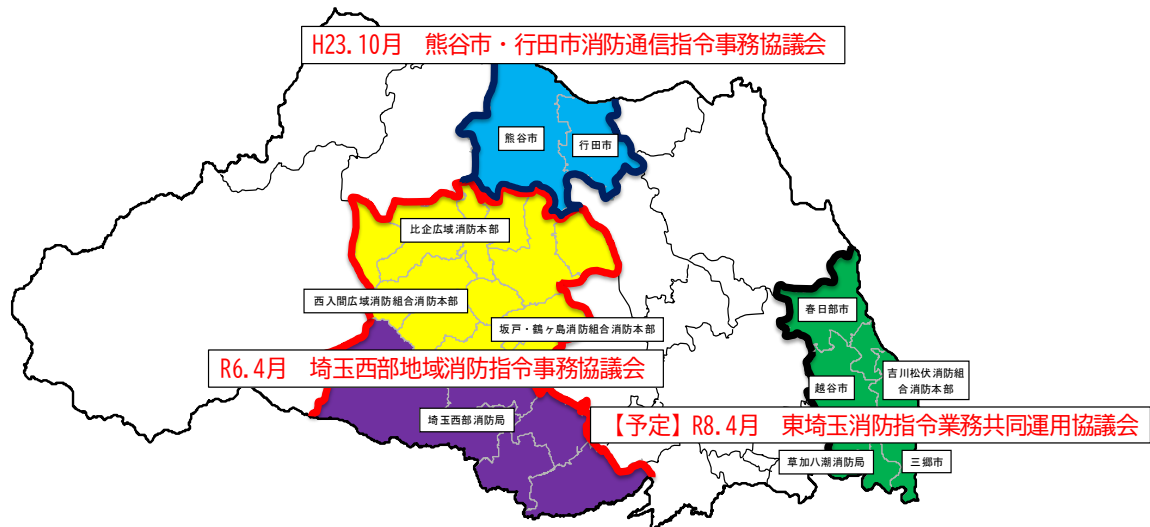 H23.10月　熊谷市・行田市消防通信指令事務協議会
熊谷市
行田市
比企広域消防本部
西入間広域消防組合消防本部
坂戸・鶴ヶ島消防組合消防本部
春日部市
R6.4月　埼玉西部地域消防指令事務協議会
越谷市
吉川松伏消防組
合消防本部
埼玉西部消防局
【予定】R8.4月　東埼玉消防指令業務共同運用協議会
草加八潮消防局
三郷市